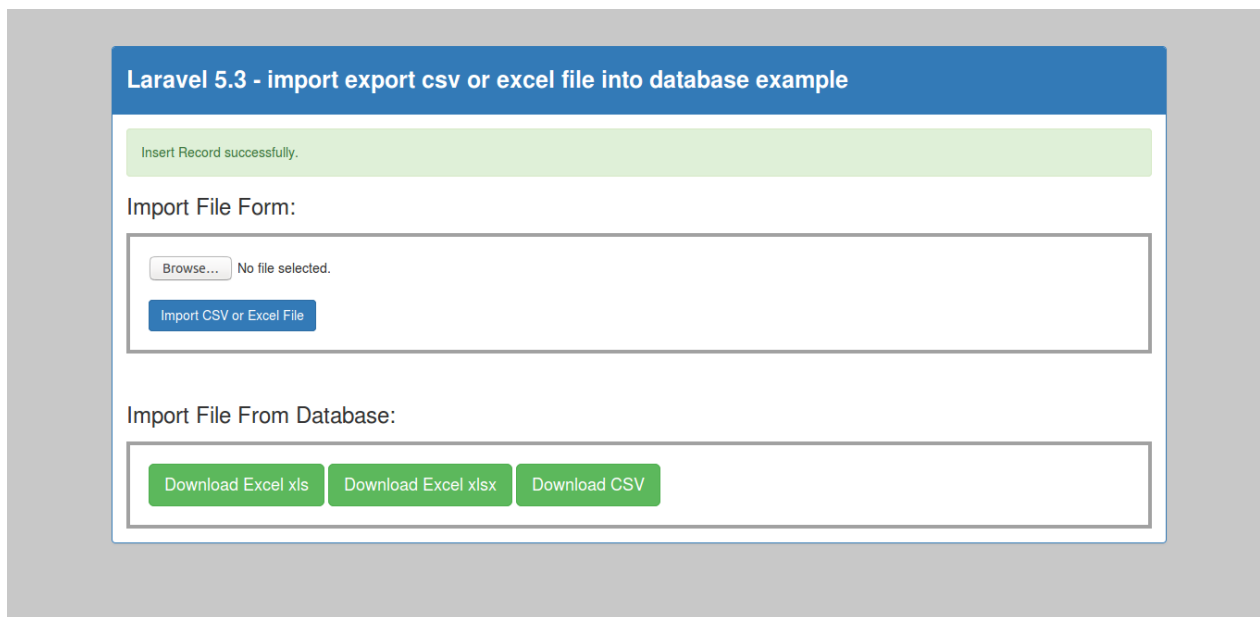 Laravel 5.3 - import export csv or excel file into database example
Insert Record successfully.
Import File Form:
Browse... No file selected.
Import CSV or Excel File
Import File From Database:
Download Excel xls Download Excel xlsx Download CSV